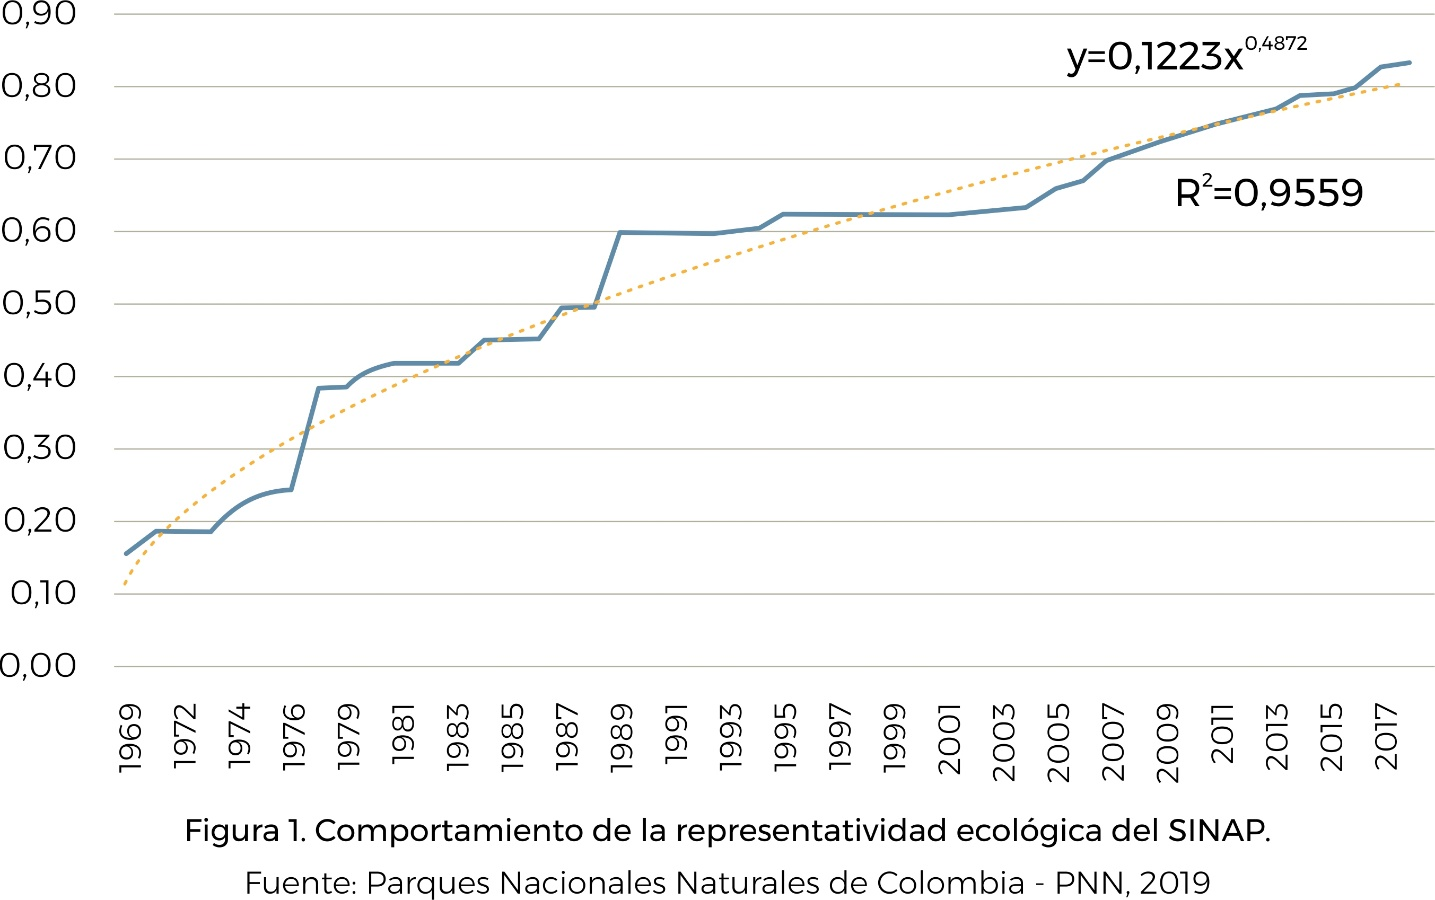 0,90
0,80
0,70
0,60
0,50
0,40
0,30
0,20
0,10
0,00
y=0,1223x^0,4872
R²=0,9559
1969 1972 1974 1976 1979 1981 1983 1985 1987 1989 1991 1993 1995 1997 1999 2001 2003 2005 2007 2009 2011 2013 2015 2017
Figura 1. Comportamiento de la representatividad ecológica del SINAP.
Fuente: Parques Nacionales Naturales de Colombia - PNN, 2019